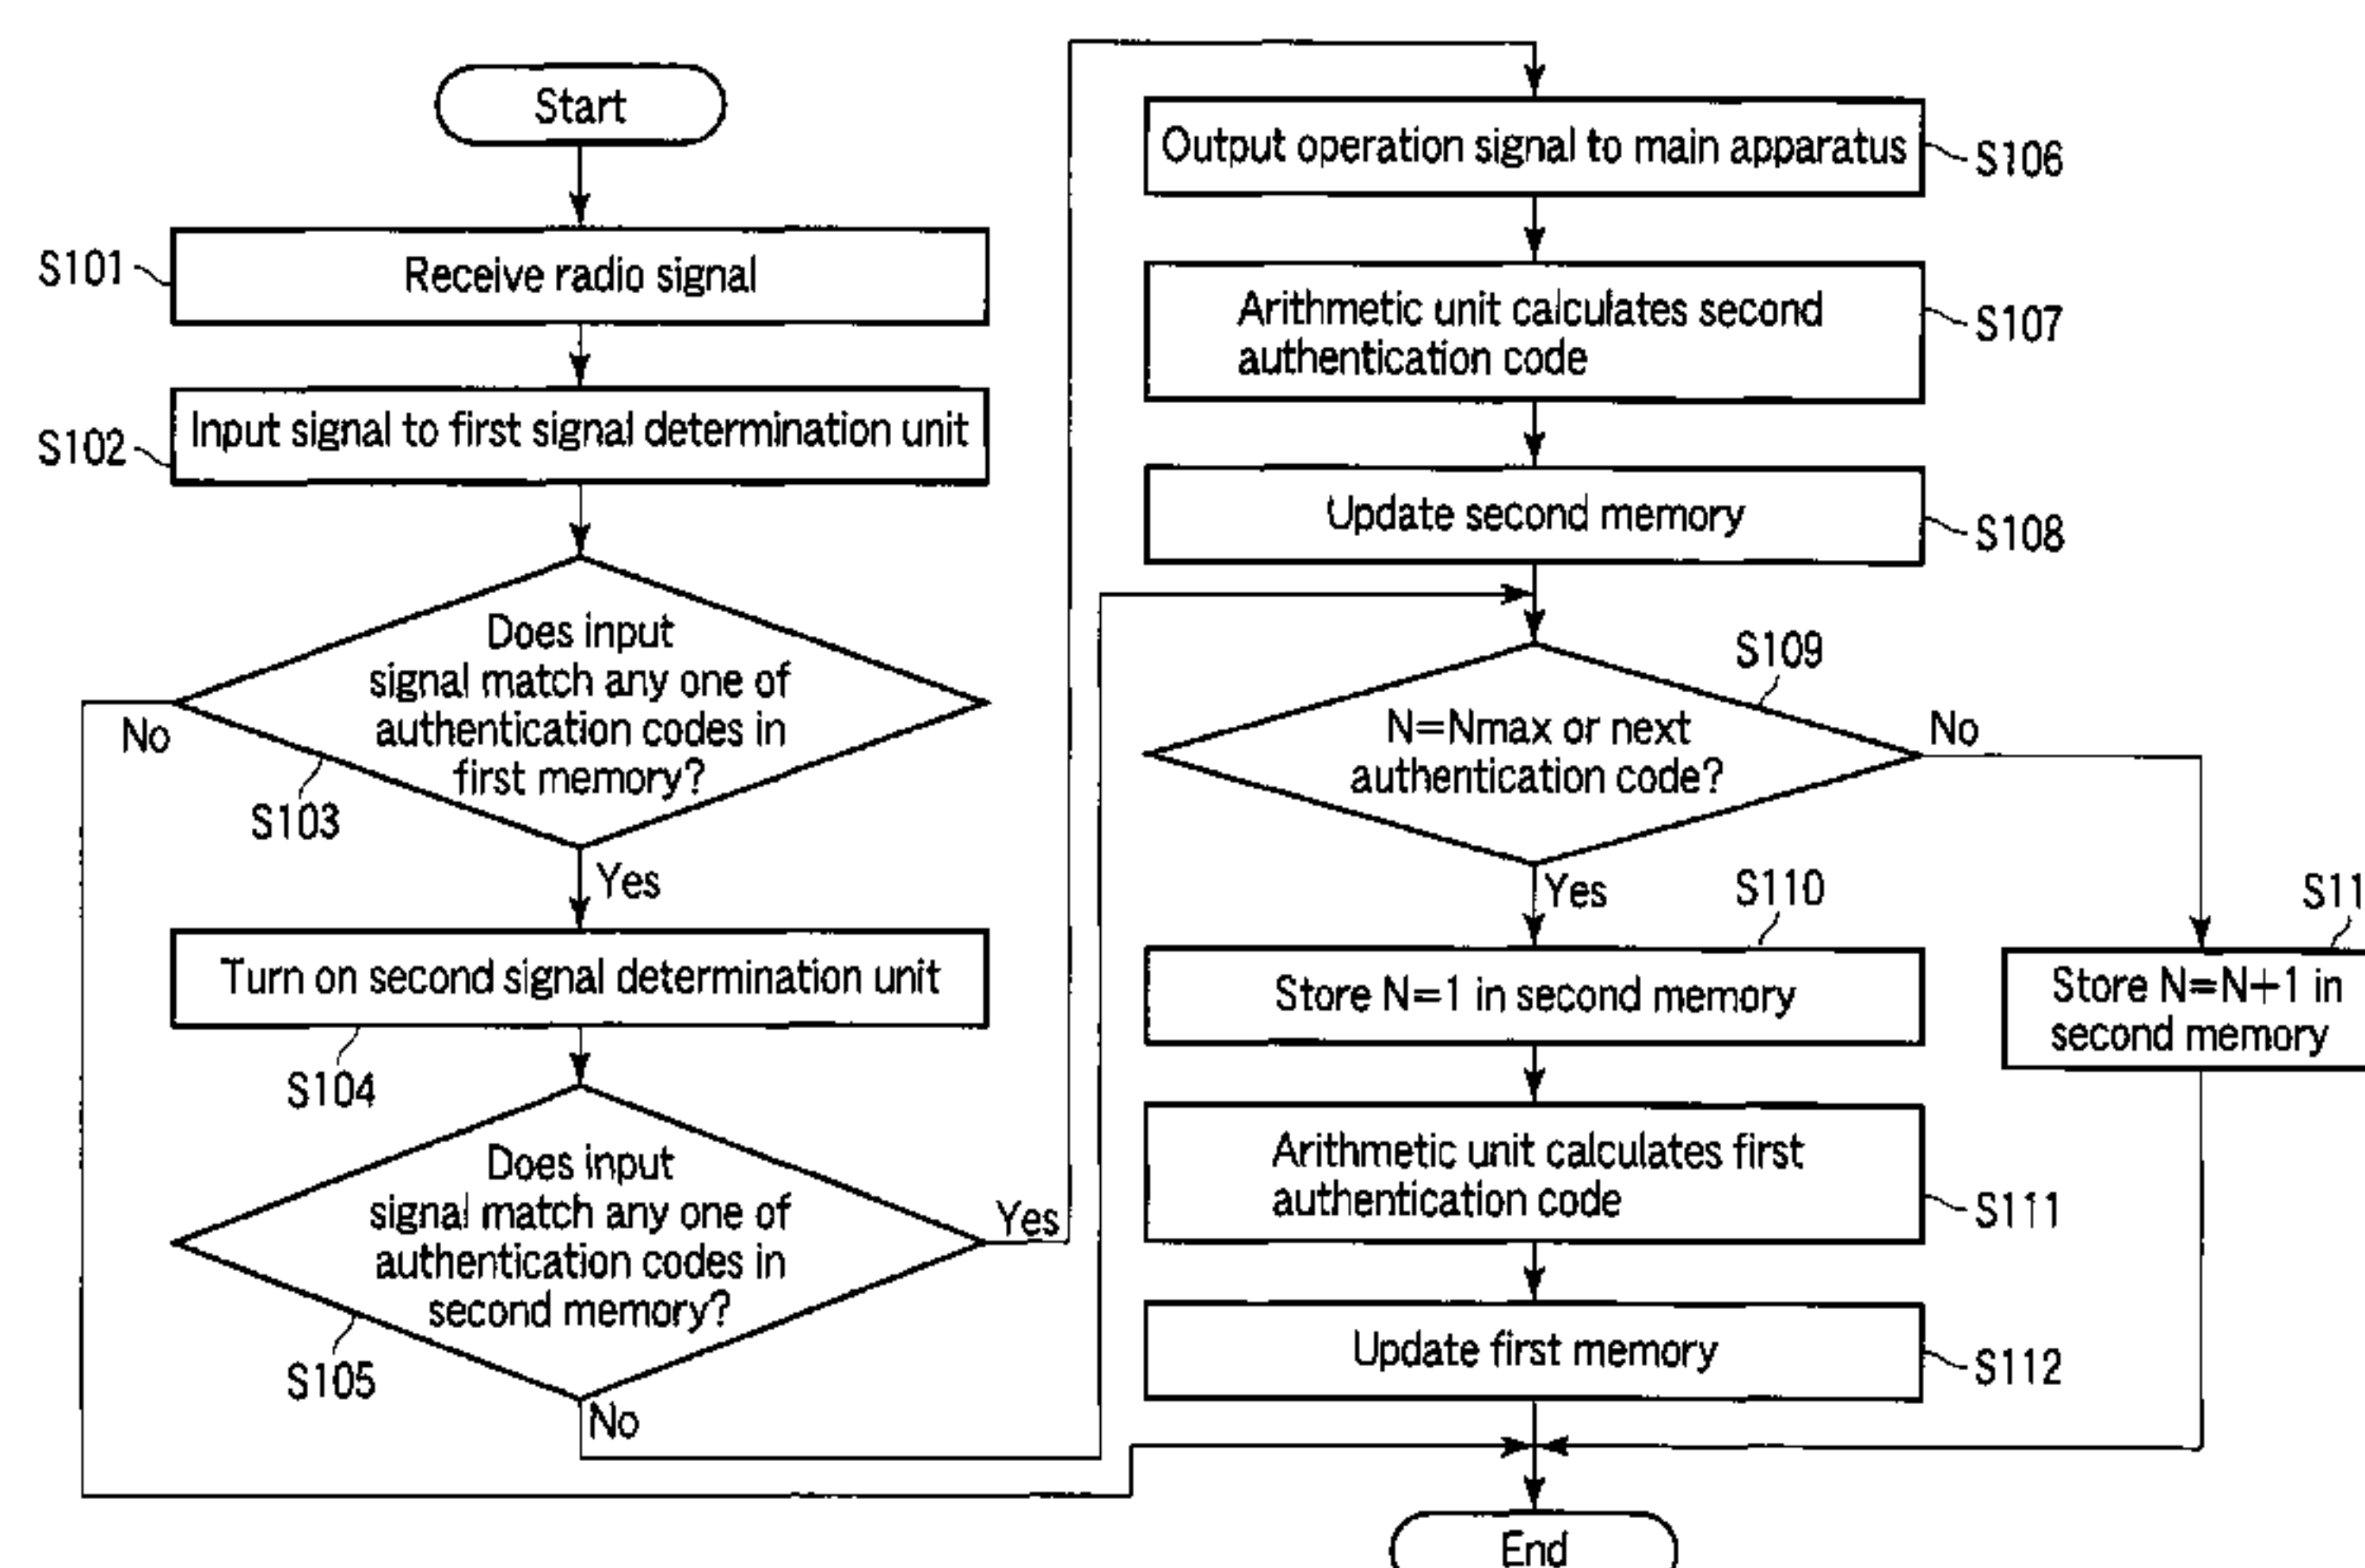 Start
S101
Receive radio signal
S102
Input signal to first signal determination unit
Does input
signal match any one of
authentication codes in
first memory?
No
S103
Yes
Turn on second signal determination unit
S104
Does input
signal match any one of
authentication codes in
second memory?
Yes
S105
No
Output operation signal to main apparatus
S106
Arithmetic unit calculates second
authentication code
S107
Update second memory
S108
S109
N=Nmax or next
authentication code?
No
Yes
S110
Store N=1 in second memory
Store N=N+1 in
second memory
Arithmetic unit calculates first
authentication code
S111
Update first memory
S112
End